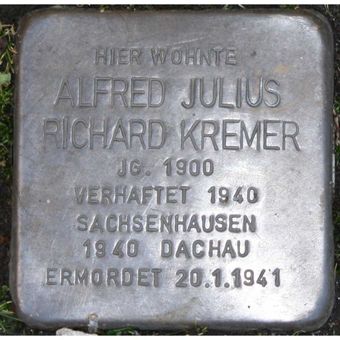 HIER WOHNTE
ALFRED JULIUS
RICHARD KREMER
JG. 1900
VERHAFTET 1940
SACHSENHAUSEN
1940 DACHAU
ERMORDET 20.1.1941